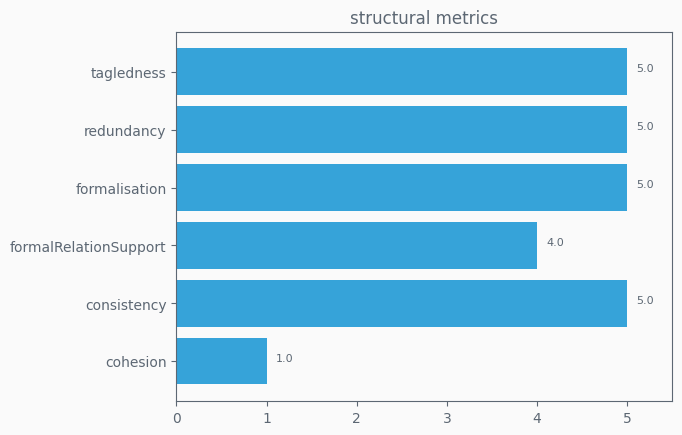 structural metrics
tagledness
5.0
redundancy
5.0
formalisation
5.0
formalRelationSupport
4.0
consistency
5.0
cohesion
1.0
0 1 2 3 4 5